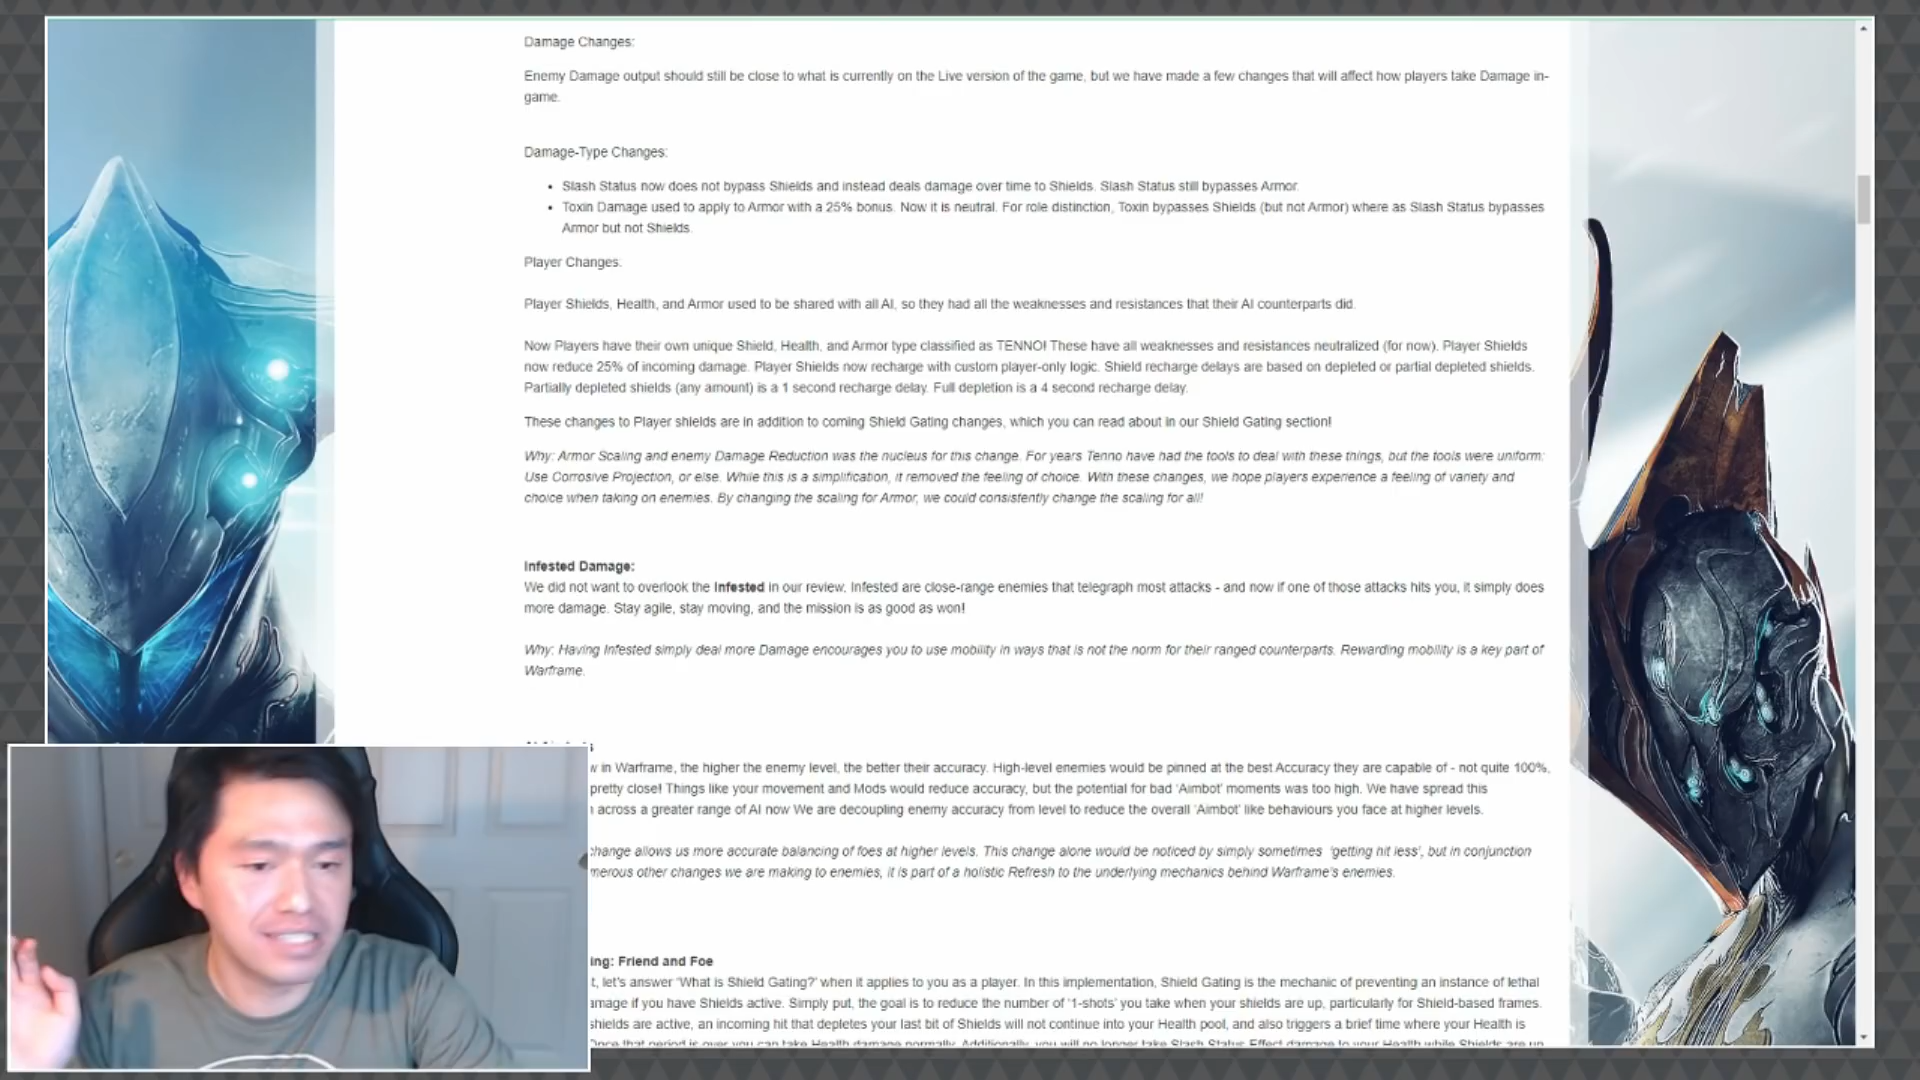 Damage Changes:
Enemy Damage output should still be close to what is currently on the Live version of the game, but we have made a few changes that will affect how players take Damage in-
game.
Damage-Type Changes:
• Slash Status now does not bypass Shields and instead deals damage over time to Shields. Slash Status still bypasses Armor.
• Toxin Damage used to apply to Armor with a 25% bonus. Now it is neutral. For role distinction, Toxin bypasses Shields (but not Armor) where as Slash Status bypasses
Armor but not Shields.
Player Changes:
Player Shields, Health, and Armor used to be shared with all AI, so they had all the weaknesses and resistances that their AI counterparts did.
Now Players have their own unique Shield, Health, and Armor type classified as TENNO! These have all weaknesses and resistances neutralized (for now). Player Shields
now reduce 25% of incoming damage. Player Shields now recharge with custom player-only logic. Shield recharge delays are based on depleted or partial depleted shields.
Partially depleted shields (any amount) is a 1 second recharge delay. Full depletion is a 4 second recharge delay.
These changes to Player shields are in addition to coming Shield Gating changes, which you can read about in our Shield Gating section!
Why: Armor Scaling and enemy Damage Reduction was the nucleus for this change. For years Tenno have had the tools to deal with these things, but the tools were uniform:
Use Corrosive Projection, or else. While this is a simplification, it removed the feeling of choice. With these changes, we hope players experience a feeling of variety and
choice when taking on enemies. By changing the scaling for Armor, we could consistently change the scaling for all!
Infested Damage:
We did not want to overlook the Infested in our review. Infested are close-range enemies that telegraph most attacks - and now if one of those attacks hits you, it simply does
more damage. Stay agile, stay moving, and the mission is as good as won!
Why: Having Infested simply deal more Damage encourages you to use mobility in ways that is not the norm for their ranged counterparts. Rewarding mobility is a key part of
Warframe.
w in Warframe, the higher the enemy level, the better their accuracy. High-level enemies would be pinned at the best Accuracy they are capable of - not quite 100%,
pretty close! Things like your movement and Mods would reduce accuracy, but the potential for bad 'Aimbot' moments was too high. We have spread this
across a greater range of AI now We are decoupling enemy accuracy from level to reduce the overall 'Aimbot' like behaviours you face at higher levels.
change allows us more accurate balancing of foes at higher levels. This change alone would be noticed by simply sometimes 'getting hit less', but in conjunction
merous other changes we are making to enemies, it is part of a holistic Refresh to the underlying mechanics behind Warframe's enemies.
ing: Friend and Foe
t, let's answer "What is Shield Gating?" when it applies to you as a player. In this implementation, Shield Gating is the mechanic of preventing an instance of lethal
amage if you have Shields active. Simply put, the goal is to reduce the number of '1-shots' you take when your shields are up, particularly for Shield-based frames.
shields are active, an incoming hit that depletes your last bit of Shields will not continue into your Health pool, and also triggers a brief time where your Health is
Once that period is over you can take Health damage normally. Additionally, you will no longer take Slash Status Effect damage to your Health while Shields are up